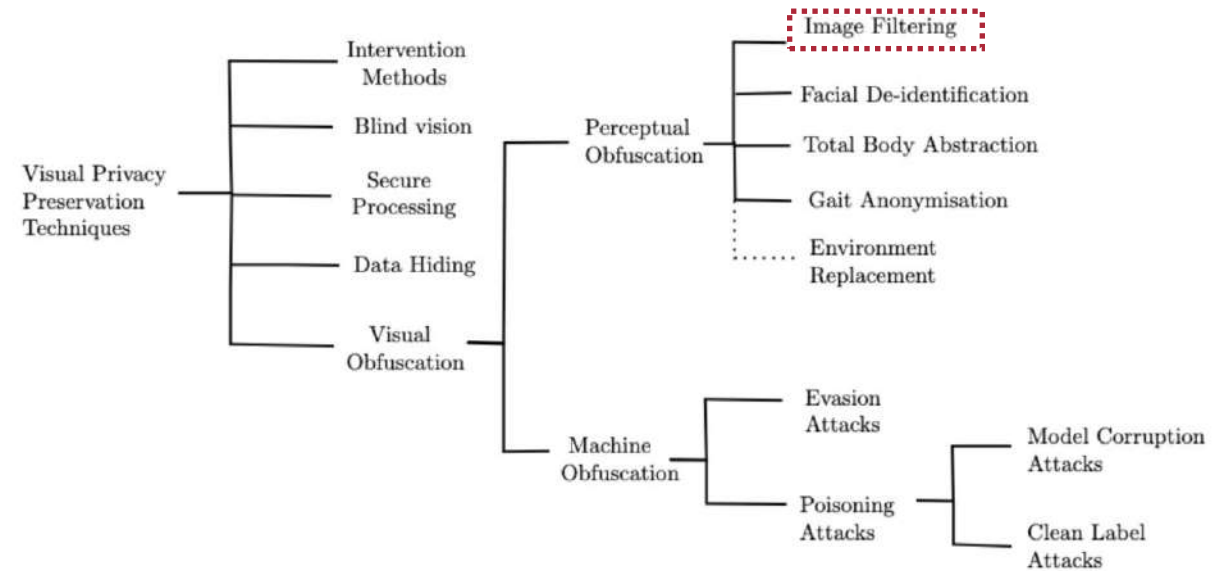 Visual Privacy
Preservation
Techniques
Intervention
Methods
Blind vision
Secure
Processing
Data Hiding
Visual
Obfuscation
Perceptual
Obfuscation
Image Filtering
Facial De-identification
Total Body Abstraction
Gait Anonymisation
Environment
Replacement
Machine
Obfuscation
Evasion
Attacks
Poisoning
Attacks
Model Corruption
Attacks
Clean Label
Attacks